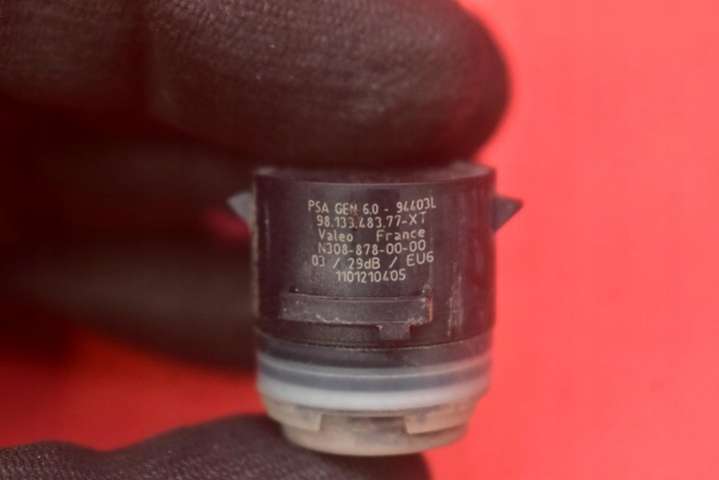 PSA GEN 6.0 - 94403L
98.133.483.77-XT
Valeo France
N308-878-00-00
03 / 29dB / EU6
1101210405